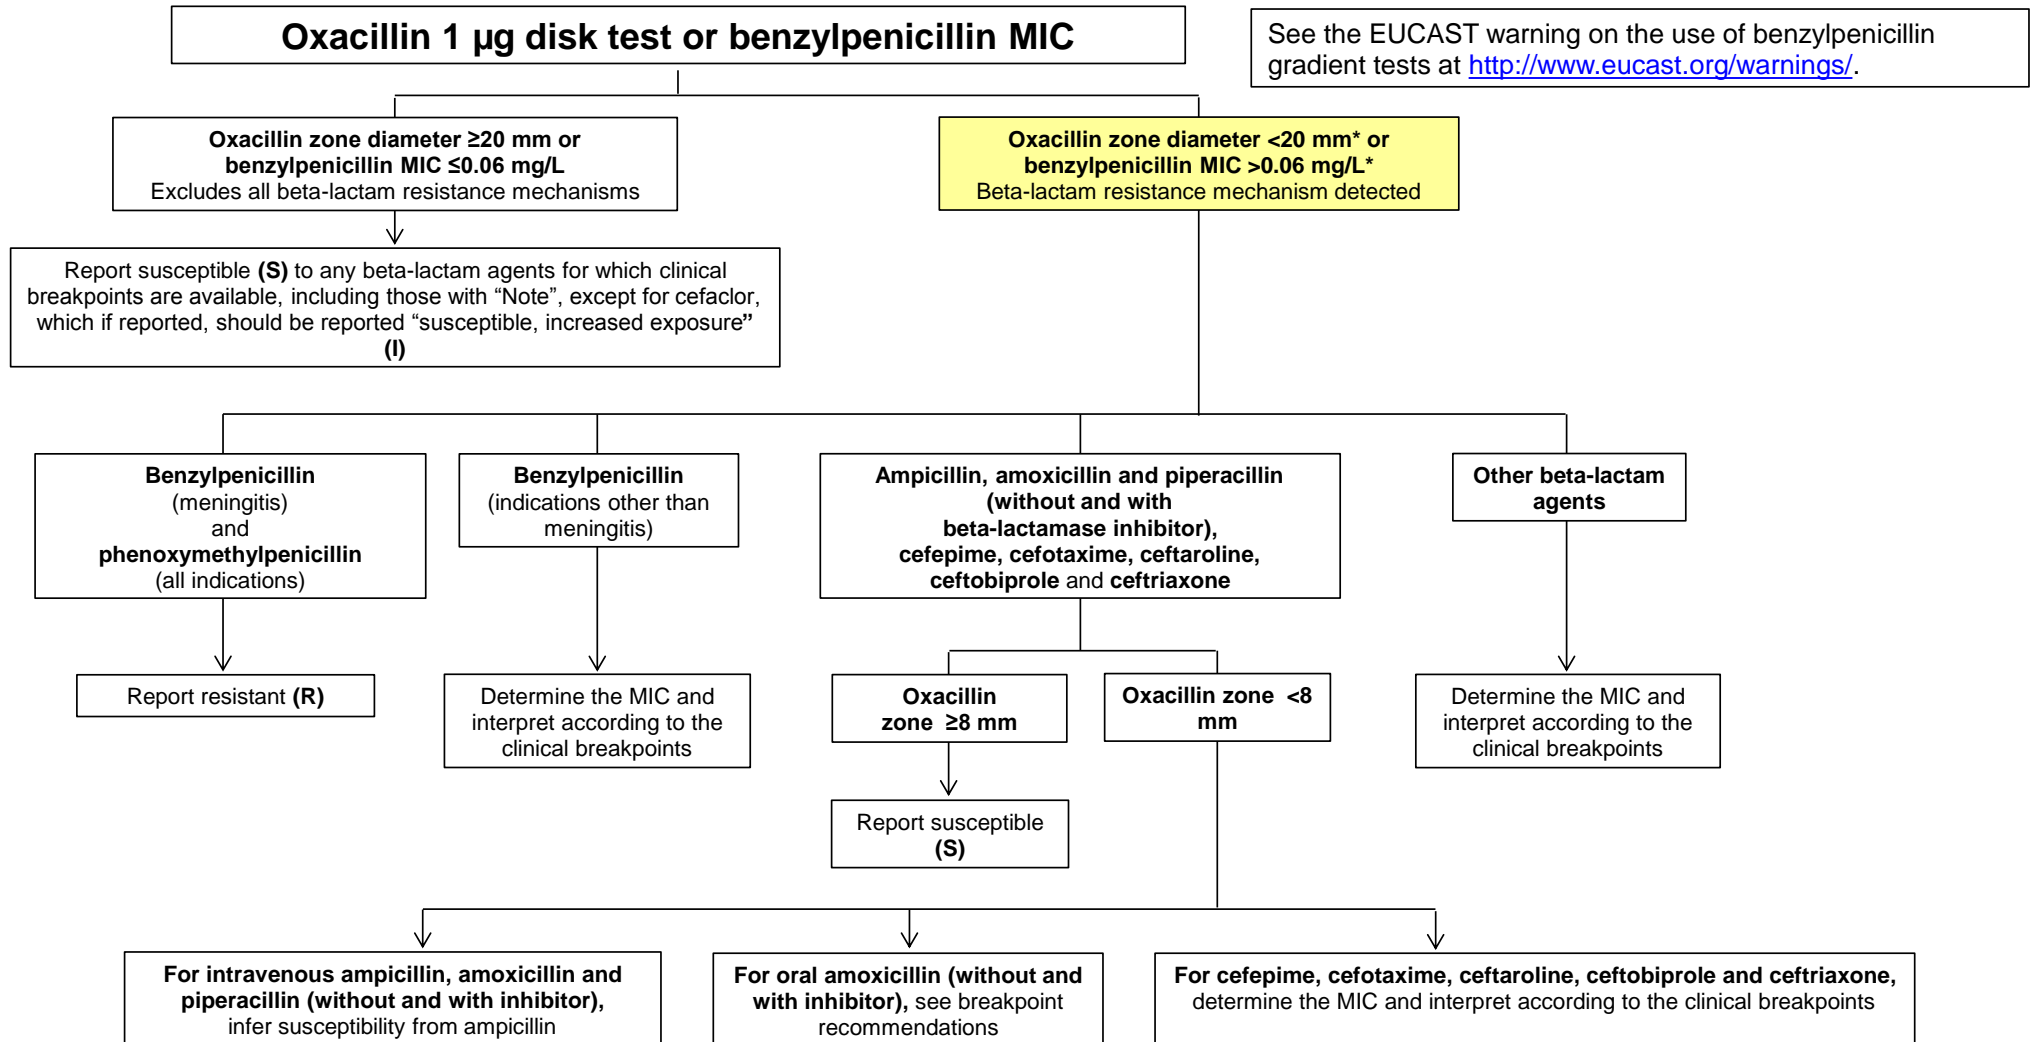 Oxacillin 1 µg disk test or benzylpenicillin MIC
See the EUCAST warning on the use of benzylpenicillin
gradient tests at http://www.eucast.org/warnings/.
Oxacillin zone diameter ≥20 mm or
benzylpenicillin MIC ≤0.06 mg/L
Excludes all beta-lactam resistance mechanisms
Oxacillin zone diameter <20 mm* or
benzylpenicillin MIC >0.06 mg/L*
Beta-lactam resistance mechanism detected
Report susceptible (S) to any beta-lactam agents for which clinical
breakpoints are available, including those with “Note”, except for cefaclor,
which if reported, should be reported “susceptible, increased exposure”
(I)
Benzylpenicillin
(meningitis)
and
phenoxymethylpenicillin
(all indications)
Benzylpenicillin
(indications other than
meningitis)
Ampicillin, amoxicillin and piperacillin
(without and with
beta-lactamase inhibitor),
cefepime, cefotaxime, ceftaroline,
ceftobiprole and ceftriaxone
Other beta-lactam
agents
Report resistant (R)
Determine the MIC and
interpret according to the
clinical breakpoints
Oxacillin
zone ≥8 mm
Oxacillin zone <8
mm
Determine the MIC and
interpret according to the
clinical breakpoints
Report susceptible
(S)
For intravenous ampicillin, amoxicillin and
piperacillin (without and with inhibitor),
infer susceptibility from ampicillin
For oral amoxicillin (without and
with inhibitor), see breakpoint
recommendations
For cefepime, cefotaxime, ceftaroline, ceftobiprole and ceftriaxone,
determine the MIC and interpret according to the clinical breakpoints